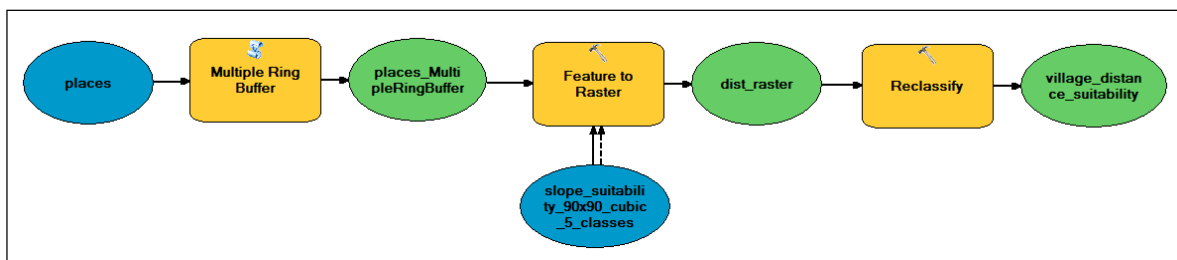 places
Multiple Ring
Buffer
places_Multi
pleRingBuffer
Feature to
Raster
dist_raster
Reclassify
village_distan
ce_suitability
slope_suitabili
ty_90x90_cubic
_5_classes